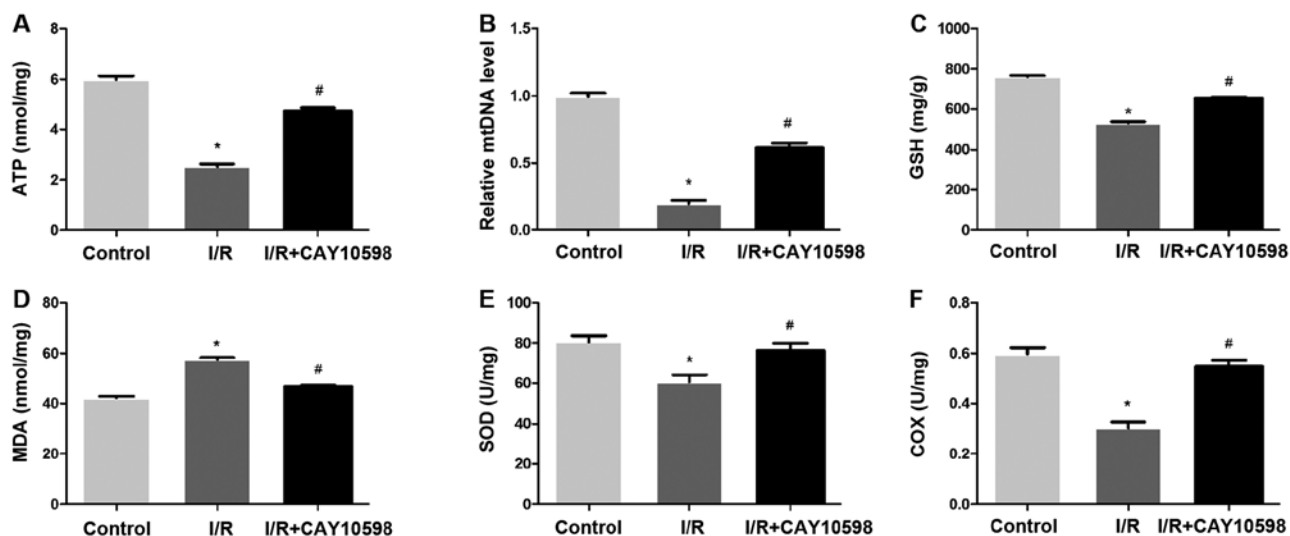 A
ATP (nmol/mg)
8
6
4
2
0
*
#
Control
I/R
I/R+CAY10598
B
Relative mtDNA level
1.5
1.0
0.5
0.0
*
#
Control
I/R
I/R+CAY10598
C
GSH (mg/g)
1000
800
600
400
200
0
*
#
Control
I/R
I/R+CAY10598
D
MDA (nmol/mg)
80
60
40
20
0
*
#
Control
I/R
I/R+CAY10598
E
SOD (U/mg)
100
80
60
40
20
0
*
#
Control
I/R
I/R+CAY10598
F
COX (U/mg)
0.8
0.6
0.4
0.2
0.0
*
#
Control
I/R
I/R+CAY10598